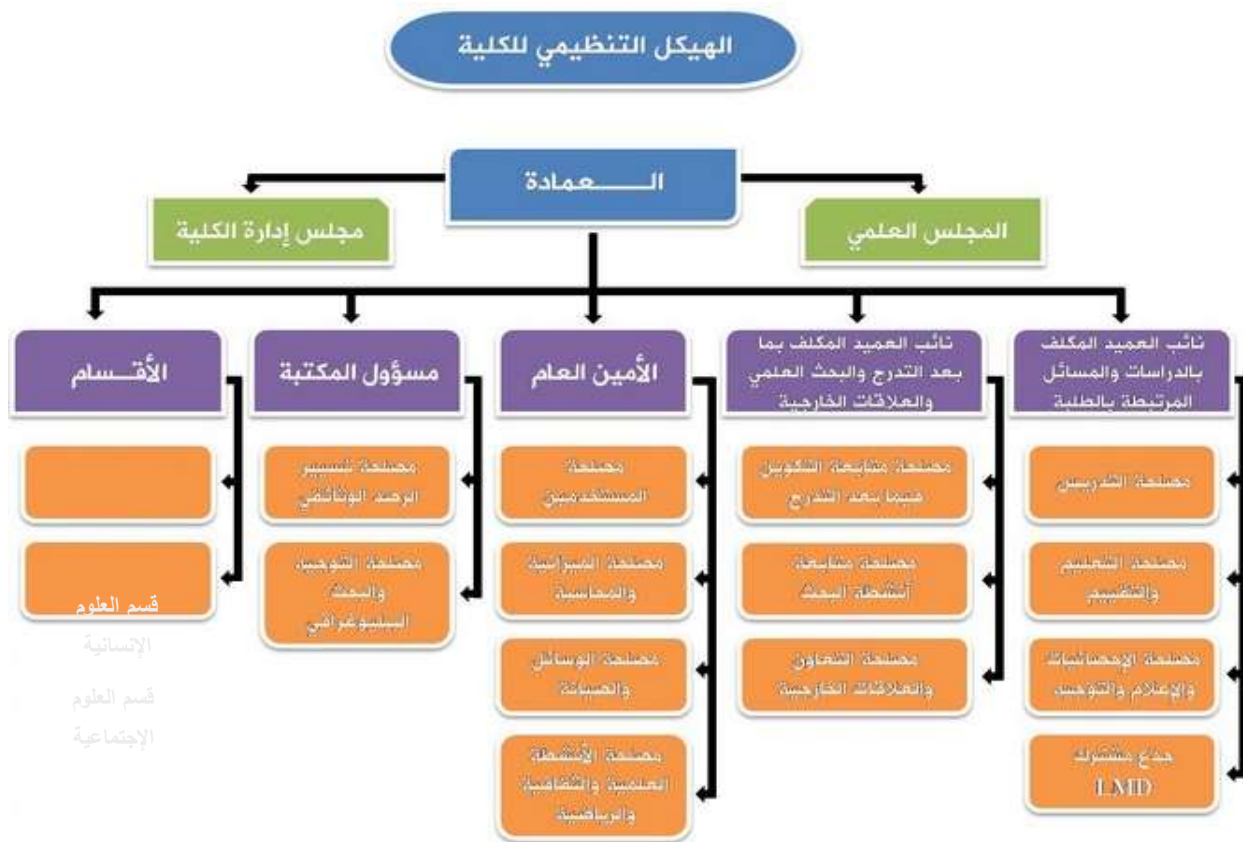 الهيكل التنظيمي للكلية
العمادة
المجلس العلمي
مجلس إدارة الكلية
نائب العميد المكلف
بالدراسات والمسائل
المرتبطة بالطلبة
نائب العميد المكلف بما
بعد التدرج والبحث العلمي
والعلاقات الخارجية
الأمين العام
مسؤول المكتبة
الأقسام
مصلحة التدريس
مصلحة التعليم
والتقييم
مصلحة الإحصائيات
والإعلام والتوجيه
جذع مشترك
LMD
مصلحة متابعة التكوين
فيما بعد التدرج
مصلحة متابعة
أنشطة البحث
مصلحة التعاون
والعلاقات الخارجية
مصلحة
المستخدمين
مصلحة الميزانية
والمحاسبة
مصلحة الوسائل
والصيانة
مصلحة الأنشطة
العلمية والثقافية
والرياضية
مصلحة تسيير
الرصيد الوثائقي
مصلحة التوجيه
والبحث
البيبليوغرافي
قسم العلوم
الإنسانية
قسم العلوم
الإجتماعية